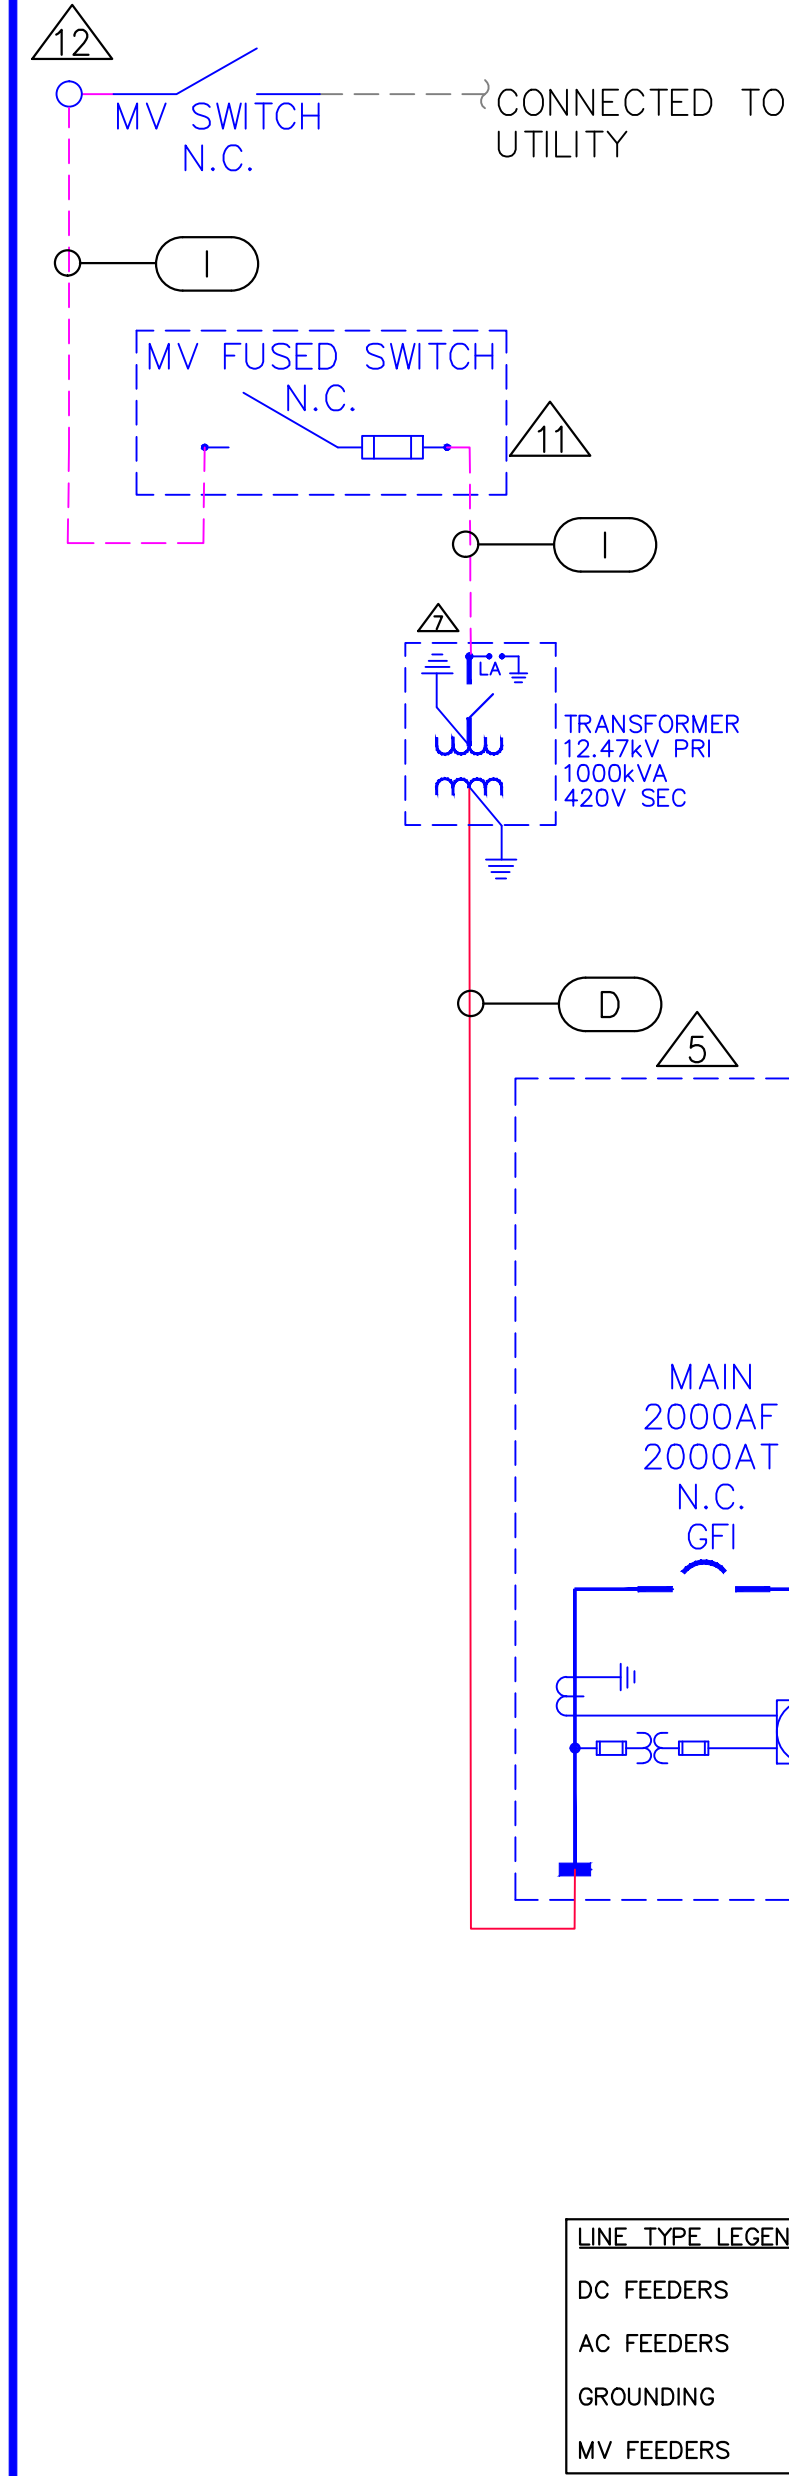 12
MV SWITCH
N.C.
CONNECTED TO
UTILITY
I
MV FUSED SWITCH
N.C.
11
I
7
LA
TRANSFORMER
12.47kV PRI
1000kVA
420V SEC
D
5
MAIN
2000AF
2000AT
N.C.
GFI
LINE TYPE LEGEN
DC FEEDERS
AC FEEDERS
GROUNDING
MV FEEDERS